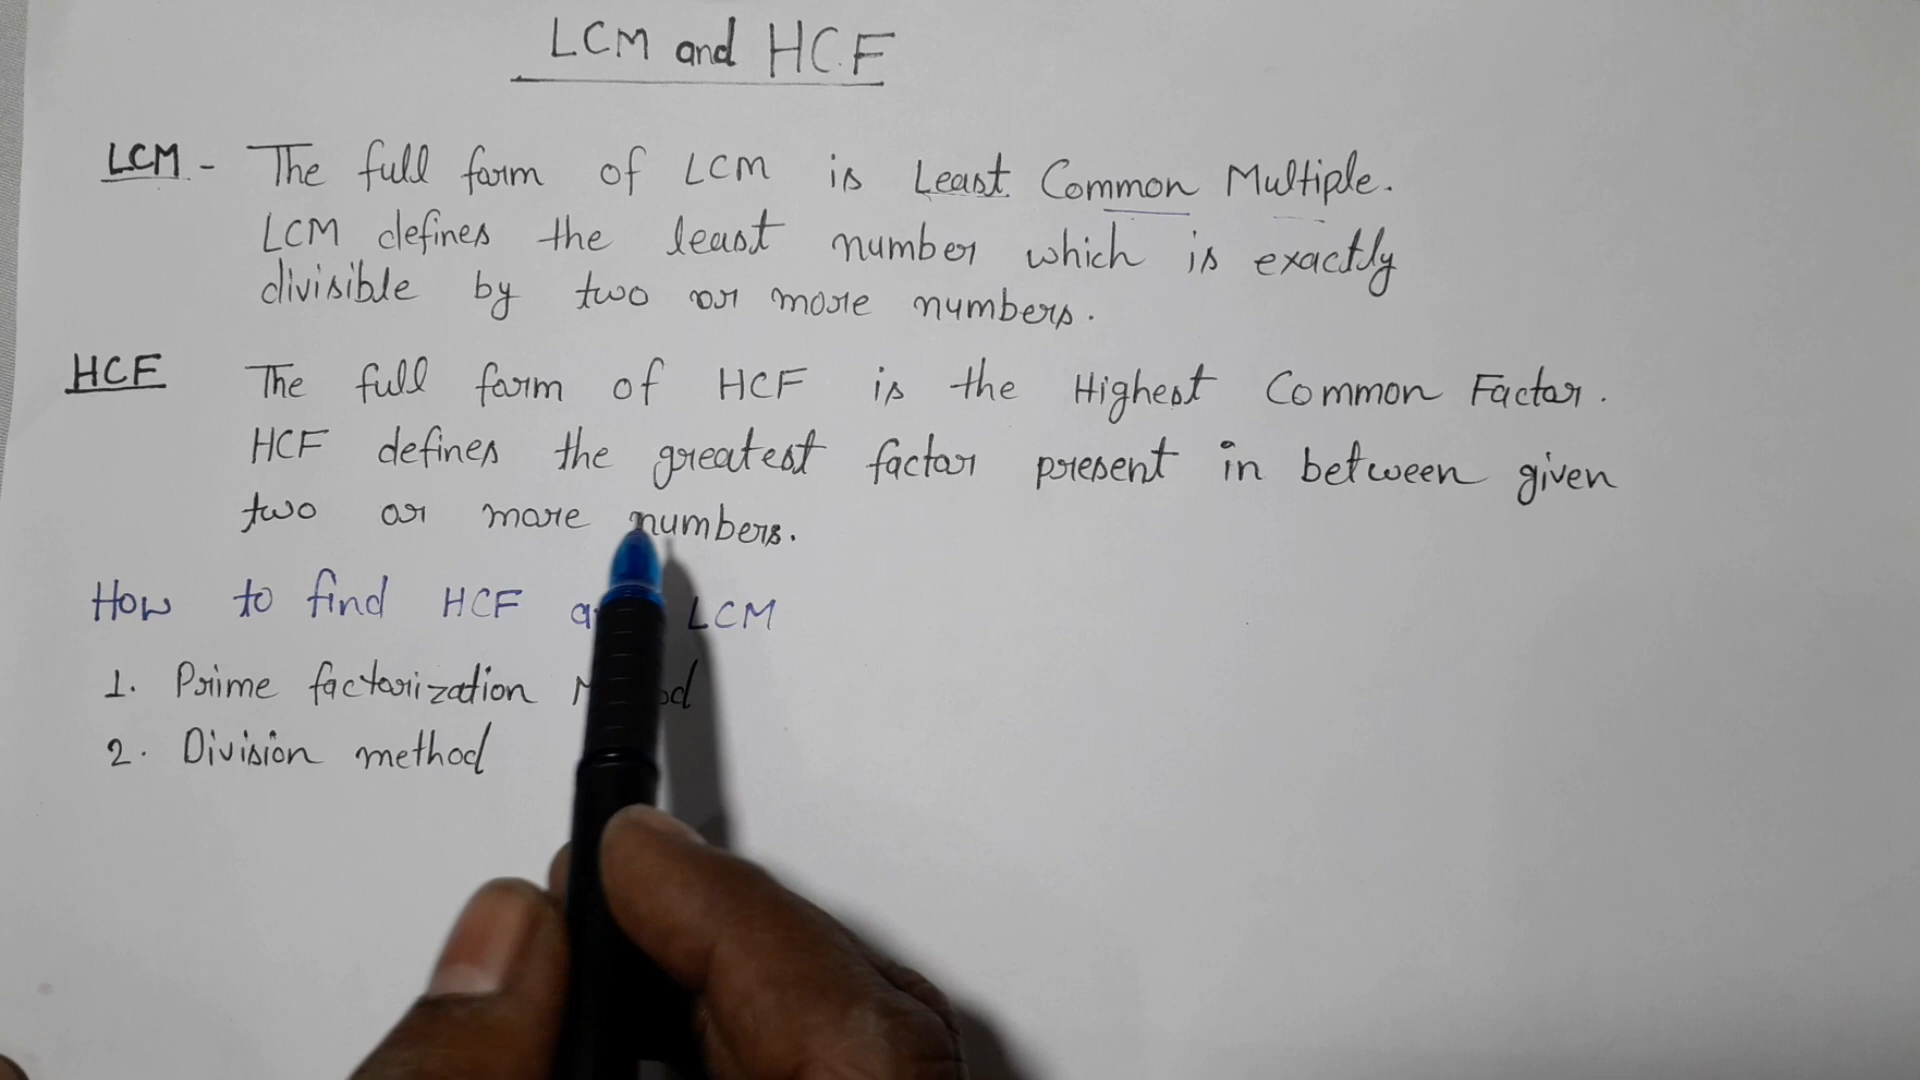 LCM and HCF
LCM - The full form of LCM is Least Common Multiple.
LCM defines the least number which is exactly
divisible by two or more numbers.
HCF The full form of HCF is the Highest Common Factor.
HCF defines the greatest factor present in between given
two or more numbers.
How to find HCF LCM
1. Prime factorization
2. Division method